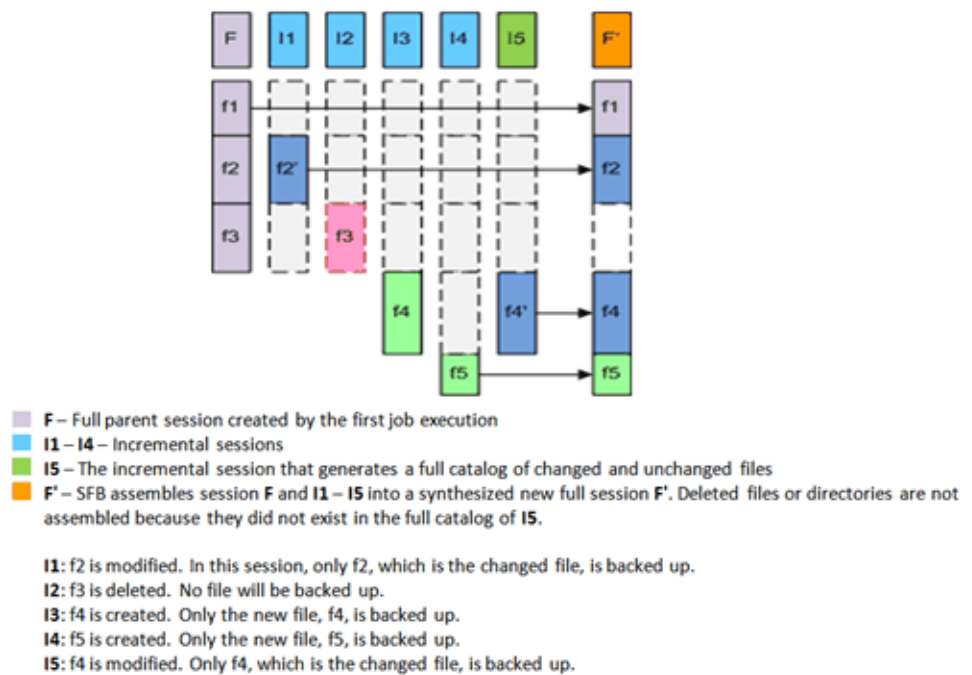 F I1 I2 I3 I4 I5 F'
f1 f1
f2 f2' f2
f3 f3
f4 f4' f4
f5 f5
F – Full parent session created by the first job execution
I1 – I4 – Incremental sessions
I5 – The incremental session that generates a full catalog of changed and unchanged files
F' – SFB assembles session F and I1 – I5 into a synthesized new full session F'. Deleted files or directories are not
assembled because they did not exist in the full catalog of I5.
I1: f2 is modified. In this session, only f2, which is the changed file, is backed up.
I2: f3 is deleted. No file will be backed up.
I3: f4 is created. Only the new file, f4, is backed up.
I4: f5 is created. Only the new file, f5, is backed up.
I5: f4 is modified. Only f4, which is the changed file, is backed up.